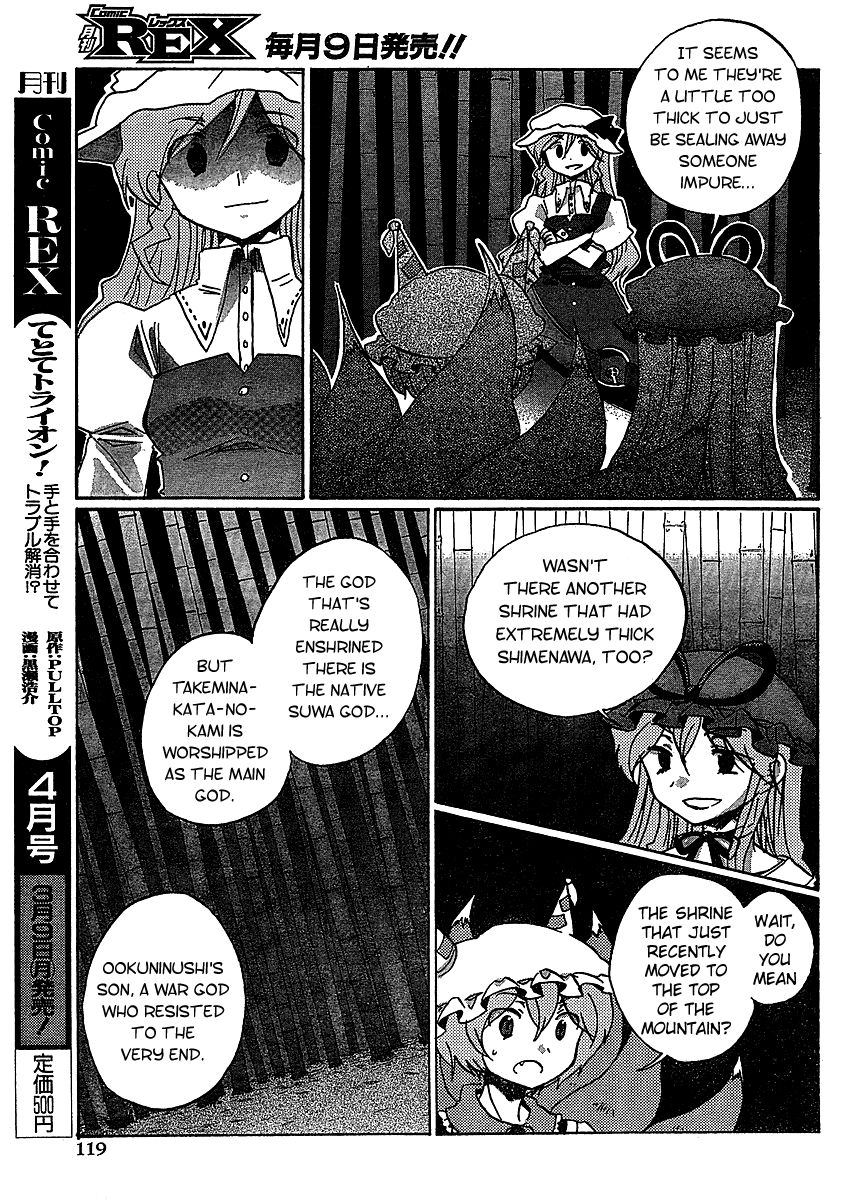 Comic
レックス
月刊
REX
毎月9日発売!!
IT SEEMS
TO ME THEY'RE
A LITTLE TOO
THICK TO JUST
BE SEALING AWAY
SOMEONE
IMPURE...
WASN'T
THERE ANOTHER
SHRINE THAT HAD
EXTREMELY THICK
SHIMENAWA, TOO?
WAIT,
DO
YOU
MEAN
THE SHRINE
THAT JUST
RECENTLY
MOVED TO
THE TOP
OF THE
MOUNTAIN?
THE GOD
THAT'S
REALLY
ENSHRINED
THERE IS
THE NATIVE
SUWA GOD...
BUT
TAKEMINA-
KATA-NO-
KAMI IS
WORSHIPPED
AS THE MAIN
GOD.
OOKUNINUSHI'S
SON, A WAR GOD
WHO RESISTED
TO THE
VERY END.
月刊
Comic REX
てとてトライオン!
手と手を合わせて
トラブル解消!?
原作:PULLTOP
漫画:黒瀬浩介
4月号
3月9日月発売!
定価500円
119